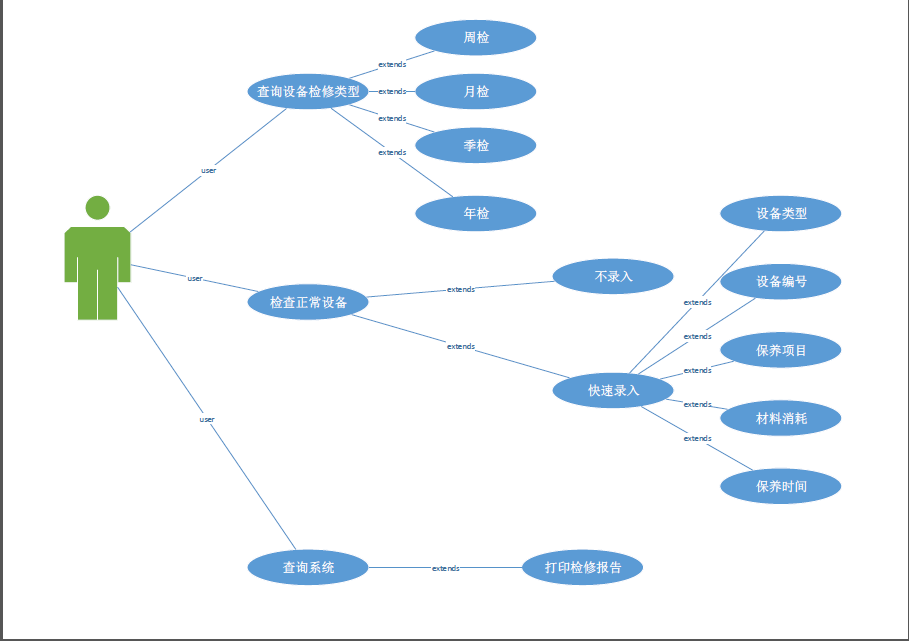 周检
extends
查询设备检修类型
extends
月检
extends
季检
extends
user
年检
设备类型
不录入
user
extends
设备编号
检查正常设备
extends
extends
extends
保养项目
extends
快速录入
extends
材料消耗
user
extends
保养时间
查询系统
extends
打印检修报告